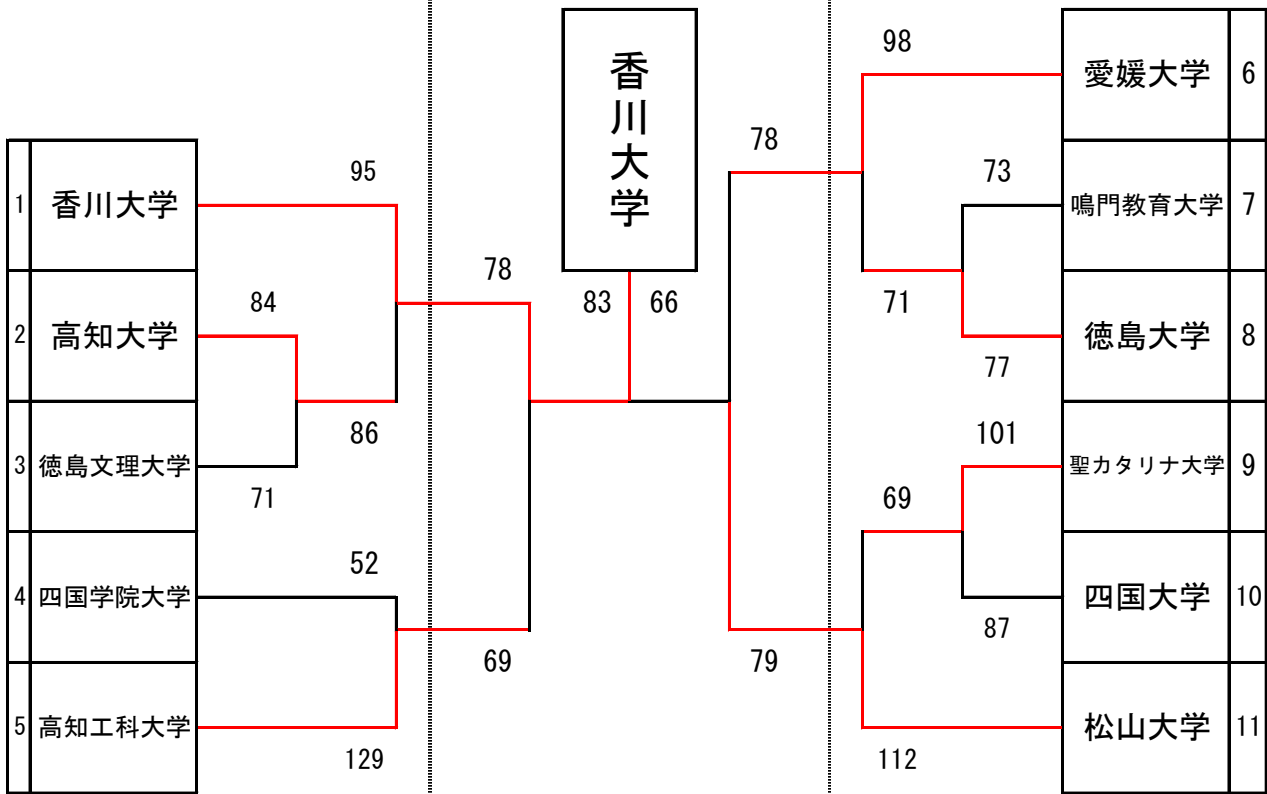 香川大学
1 香川大学
2 高知大学
3 徳島文理大学
4 四国学院大学
5 高知工科大学
95
84
86
71
52
129
78
69
83 66
78
79
98
73
71
77
101
69
87
112
愛媛大学 6
鳴門教育大学 7
徳島大学 8
聖カタリナ大学 9
四国大学 10
松山大学 11